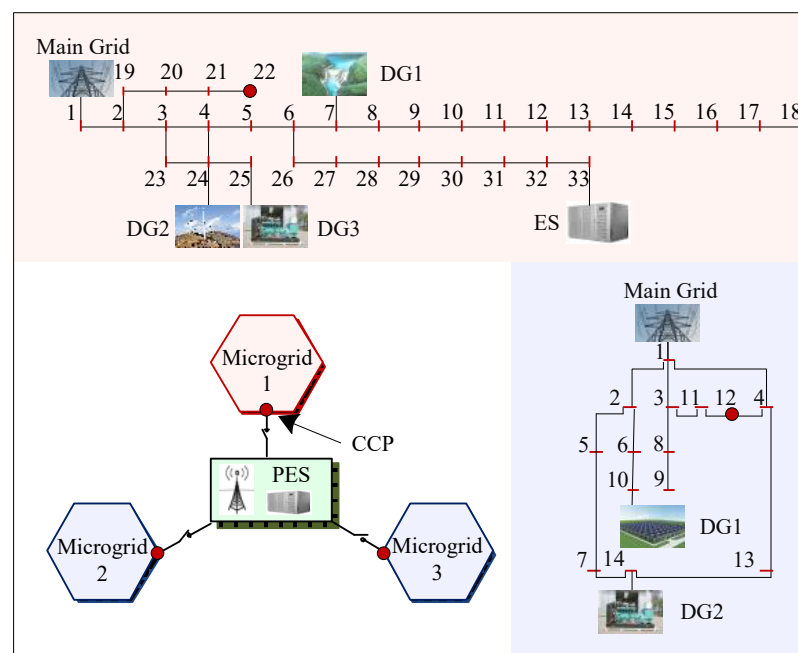 Main Grid
19 20 21 22 DG1
1 2 3 4 5 6 7 8 9 10 11 12 13 14 15 16 17 18
23 24 25 26 27 28 29 30 31 32 33
DG2 DG3 ES
Microgrid
1
CCP
PES
Microgrid
2
Microgrid
3
Main Grid
1
2 3 11 12 4
5 6 8
10 9
DG1
7 14 13
DG2